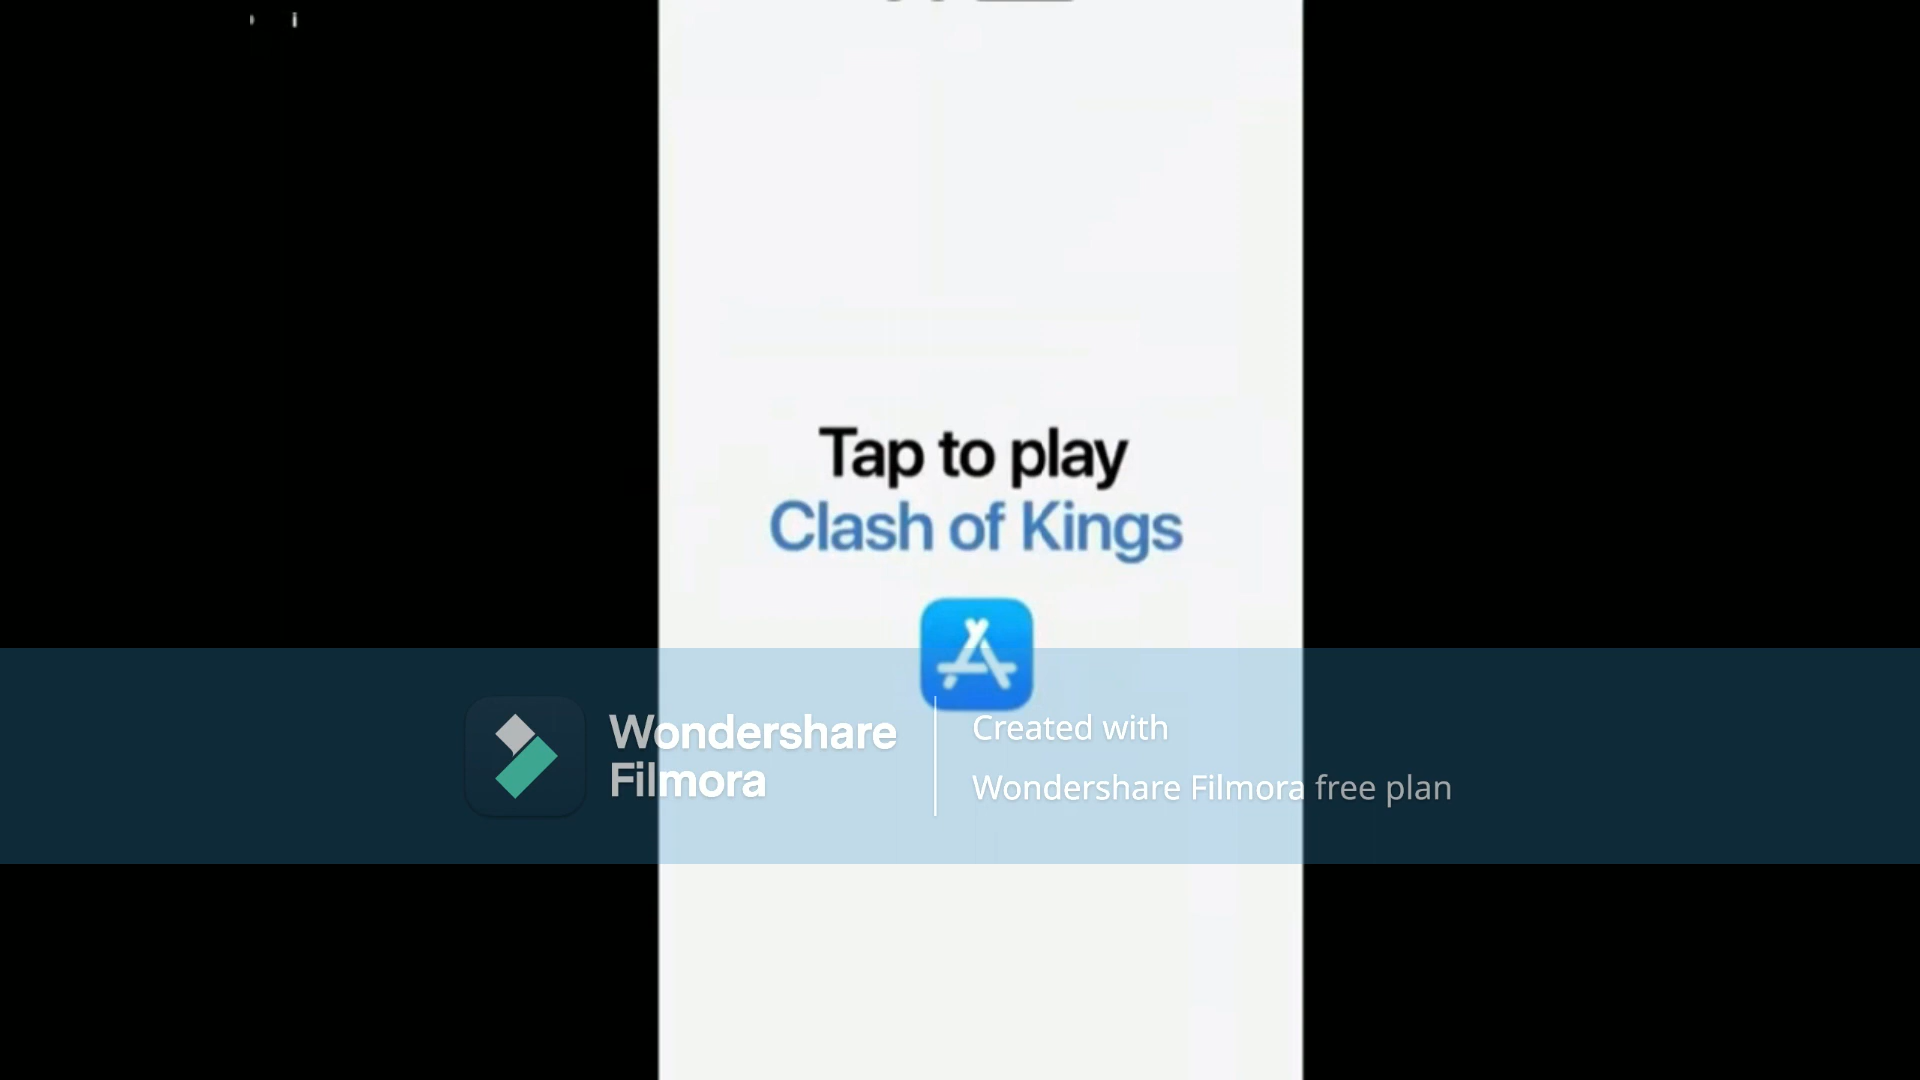 Tap to play
Clash of Kings
Wondershare
Filmora
Created with
Wondershare Filmora free plan